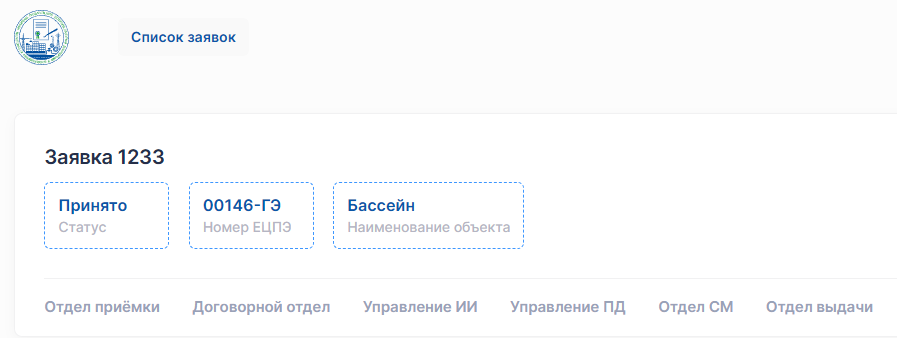 Список заявок
Заявка 1233
Принято
Статус
00146-ГЭ
Номер ЕЦПЭ
Бассейн
Наименование объекта
Отдел приёмки Договорной отдел Управление ИИ Управление ПД Отдел СМ Отдел выдачи